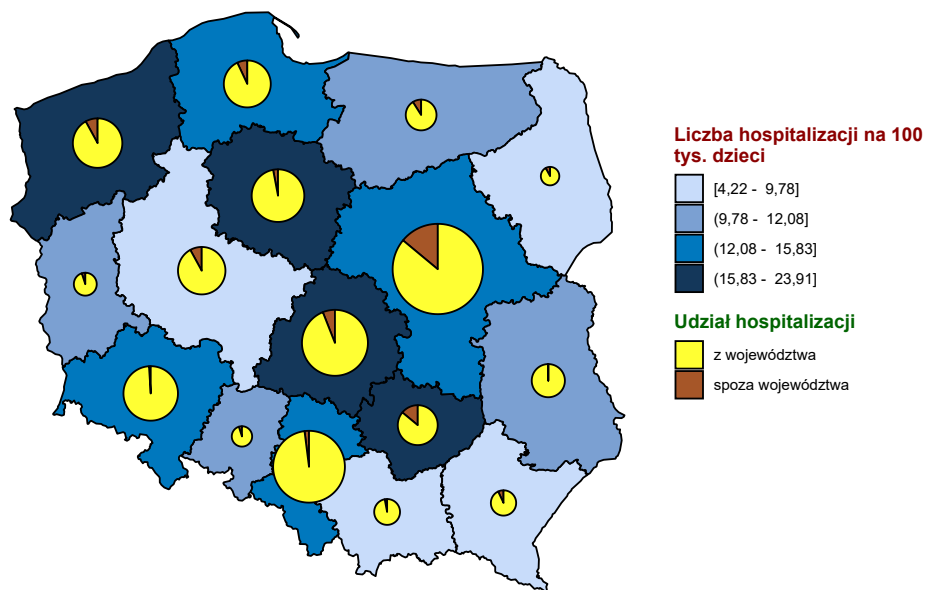 Liczba hospitalizacji na 100
tys. dzieci
[4,22 - 9,78]
(9,78 - 12,08]
(12,08 - 15,83]
(15,83 - 23,91]
Udział hospitalizacji
z województwa
spoza województwa